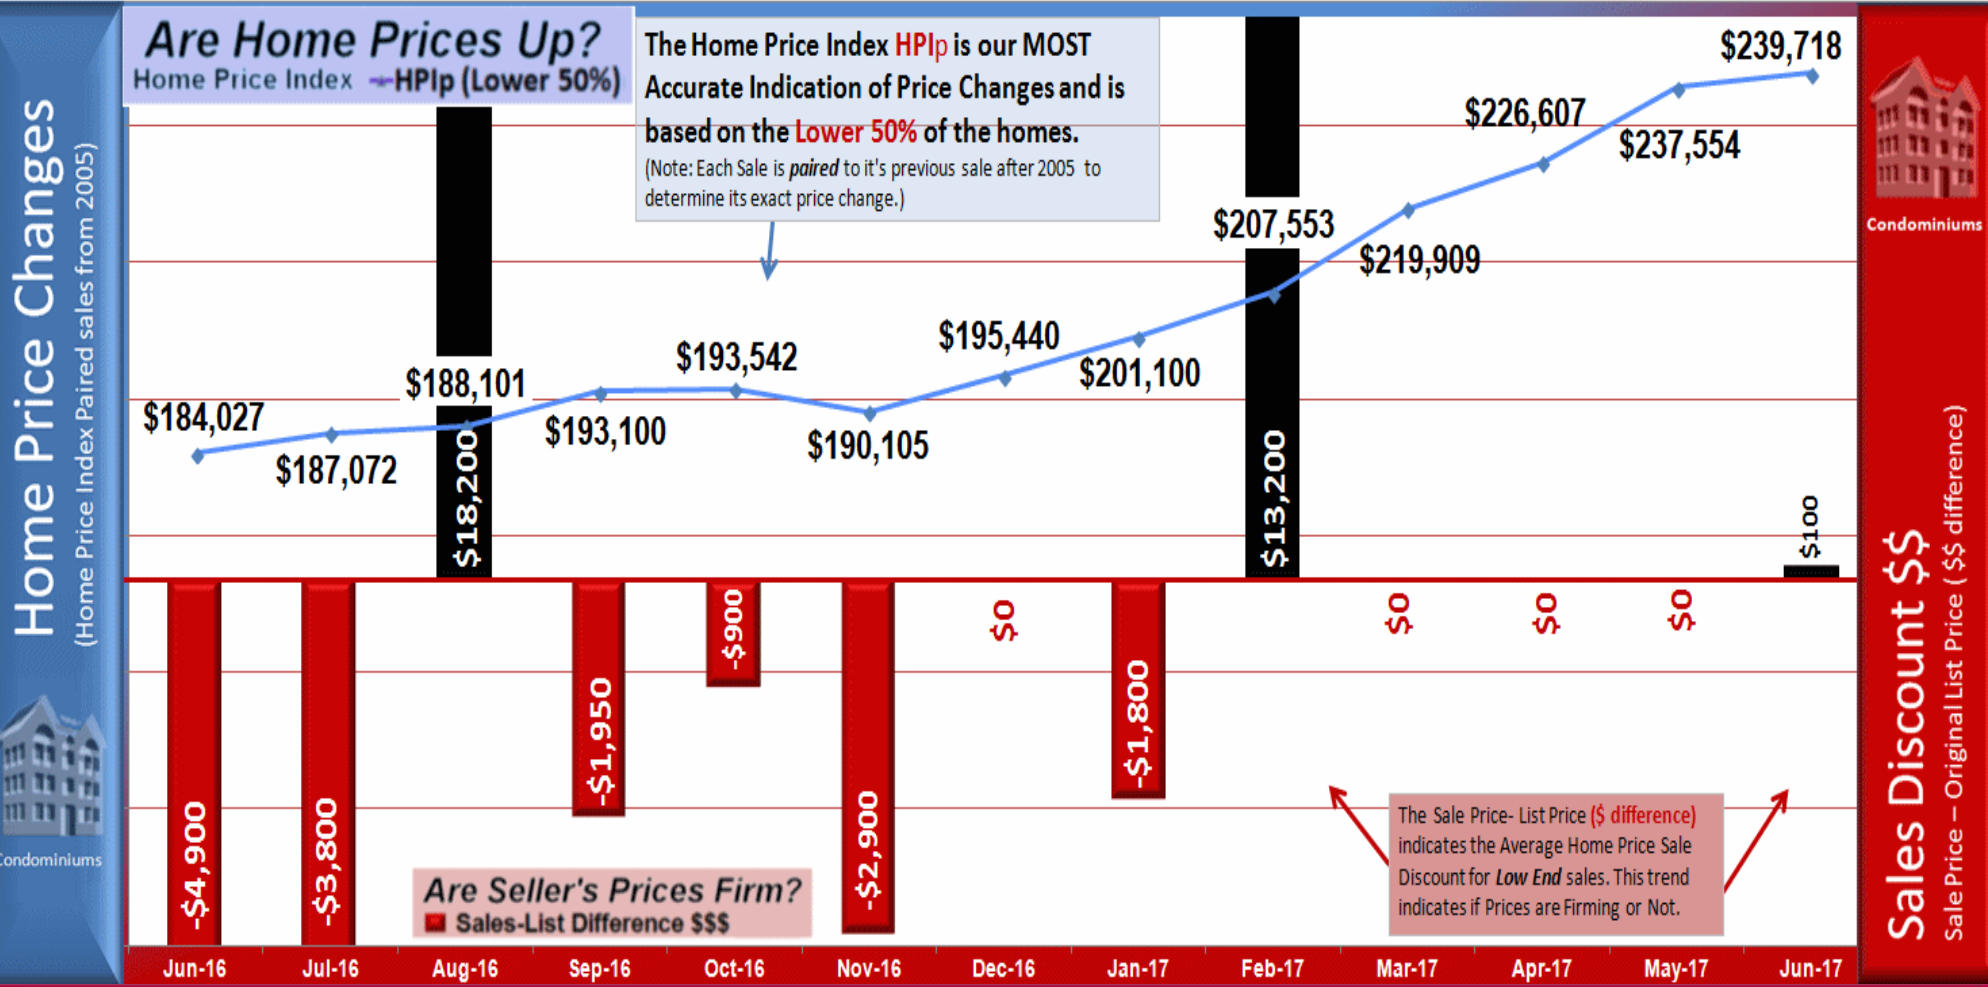 Are Home Prices Up?
Home Price Index HPIp (Lower 50%)
The Home Price Index HPIp is our MOST
Accurate Indication of Price Changes and is
based on the Lower 50% of the homes.
(Note: Each Sale is paired to it's previous sale after 2005 to
determine its exact price change.)
Home Price Changes
(Home Price Index Paired sales from 2005)
Condominiums
$184,027
$187,072
$188,101
$193,100
$193,542
$190,105
$195,440
$201,100
$207,553
$219,909
$226,607
$237,554
$239,718
Condominiums
Sales Discount $$
Sale Price – Original List Price ( $$ difference)
-$4,900
-$3,800
$18,200
-$1,950
-$900
-$2,900
$0
-$1,800
$13,200
$0
$0
$0
$100
Are Seller's Prices Firm?
Sales-List Difference $$$
The Sale Price- List Price ($ difference)
indicates the Average Home Price Sale
Discount for Low End sales. This trend
indicates if Prices are Firming or Not.
Jun-16
Jul-16
Aug-16
Sep-16
Oct-16
Nov-16
Dec-16
Jan-17
Feb-17
Mar-17
Apr-17
May-17
Jun-17